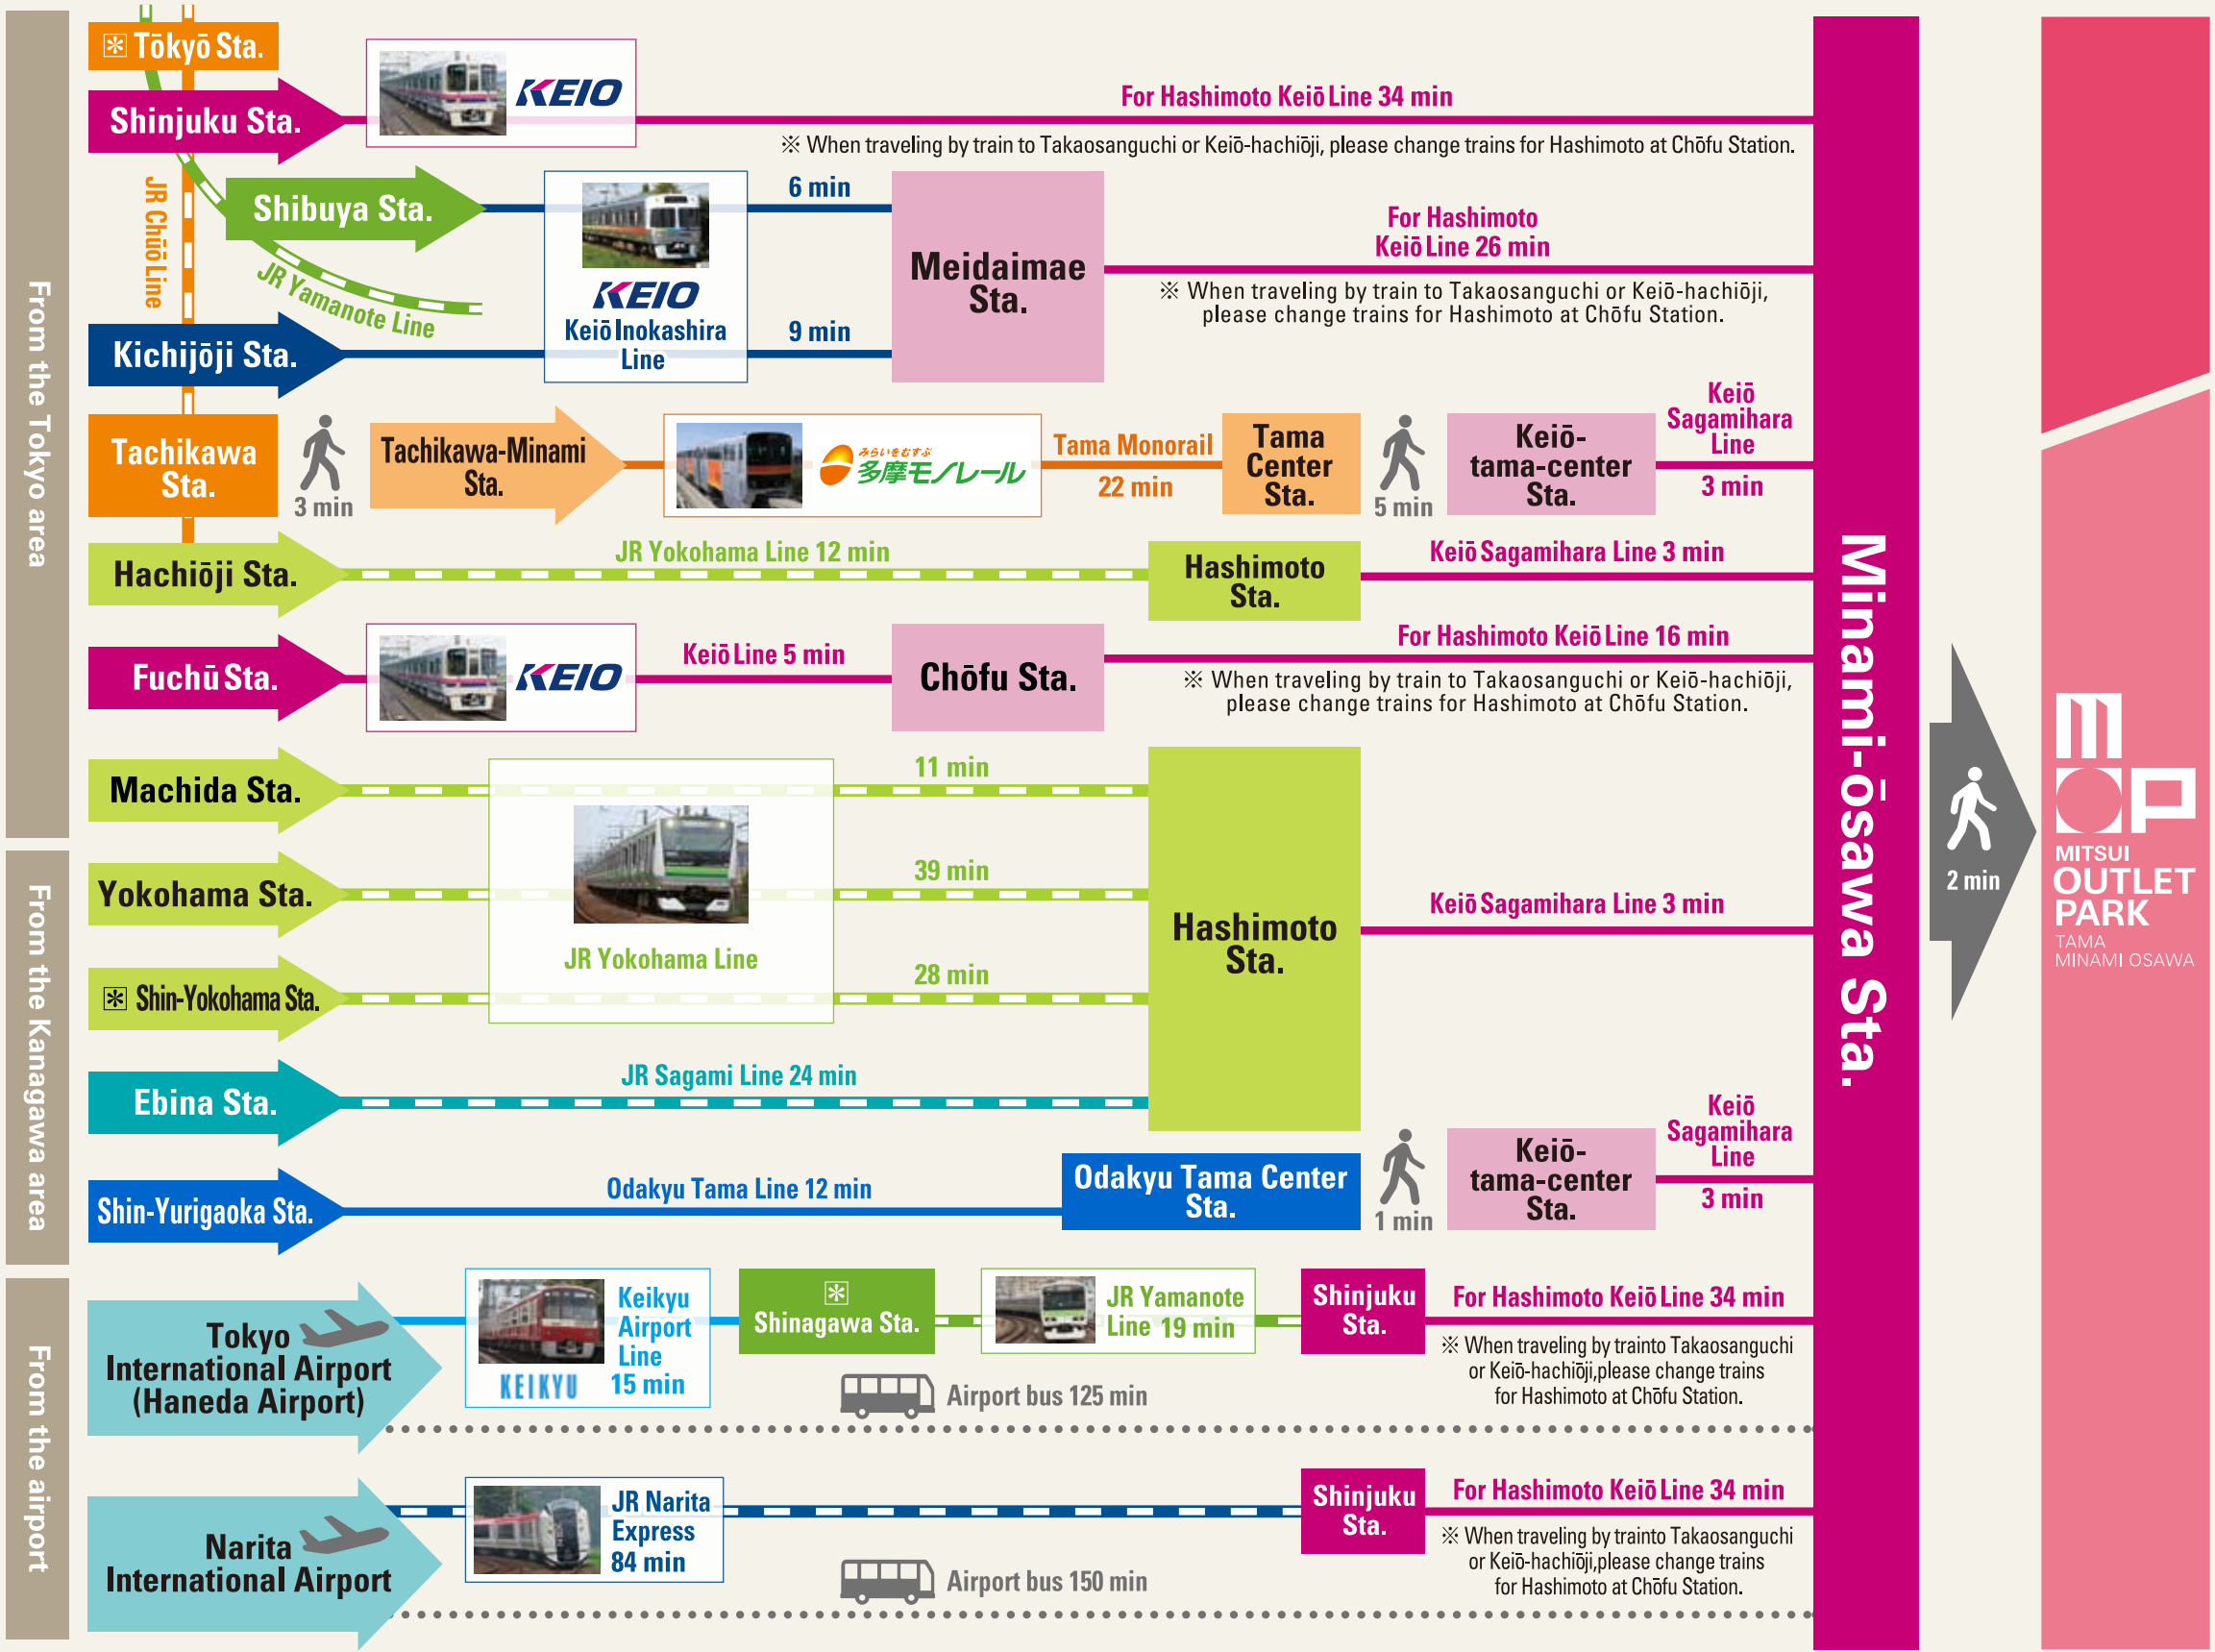 From the Tokyo area
✽ Tōkyō Sta.
JR Chūō Line
JR Yamanote Line
Shinjuku Sta.
KEIO
For Hashimoto Keiō Line 34 min
※ When traveling by train to Takaosanguchi or Keiō-hachiōji, please change trains for Hashimoto at Chōfu Station.
Shibuya Sta.
6 min
KEIO
Keiō Inokashira
Line
Kichijōji Sta.
9 min
Meidaimae
Sta.
For Hashimoto
Keiō Line 26 min
※ When traveling by train to Takaosanguchi or Keiō-hachiōji,
please change trains for Hashimoto at Chōfu Station.
Tachikawa
Sta.
3 min
Tachikawa-Minami
Sta.
みらいをむすぶ
多摩モノレール
Tama Monorail
22 min
Tama
Center
Sta.
5 min
Keiō-
tama-center
Sta.
Keiō
Sagamihara
Line
3 min
Hachiōji Sta.
JR Yokohama Line 12 min
Hashimoto
Sta.
Keiō Sagamihara Line 3 min
Fuchū Sta.
KEIO
Keiō Line 5 min
Chōfu Sta.
For Hashimoto Keiō Line 16 min
※ When traveling by train to Takaosanguchi or Keiō-hachiōji,
please change trains for Hashimoto at Chōfu Station.
Machida Sta.
11 min
From the Kanagawa area
Yokohama Sta.
39 min
JR Yokohama Line
✽ Shin-Yokohama Sta.
28 min
Hashimoto
Sta.
Keiō Sagamihara Line 3 min
Ebina Sta.
JR Sagami Line 24 min
Shin-Yurigaoka Sta.
Odakyu Tama Line 12 min
Odakyu Tama Center
Sta.
1 min
Keiō-
tama-center
Sta.
Keiō
Sagamihara
Line
3 min
From the airport
Tokyo
International Airport
(Haneda Airport)
KEIKYU
Keikyu
Airport
Line
15 min
✽
Shinagawa Sta.
JR Yamanote
Line 19 min
Shinjuku
Sta.
For Hashimoto Keiō Line 34 min
※ When traveling by trainto Takaosanguchi
or Keiō-hachiōji,please change trains
for Hashimoto at Chōfu Station.
Airport bus 125 min
Narita
International Airport
JR Narita
Express
84 min
Shinjuku
Sta.
For Hashimoto Keiō Line 34 min
※ When traveling by trainto Takaosanguchi
or Keiō-hachiōji,please change trains
for Hashimoto at Chōfu Station.
Airport bus 150 min
Minami-ōsawa Sta.
2 min
mOP
MITSUI
OUTLET
PARK
TAMA
MINAMI OSAWA